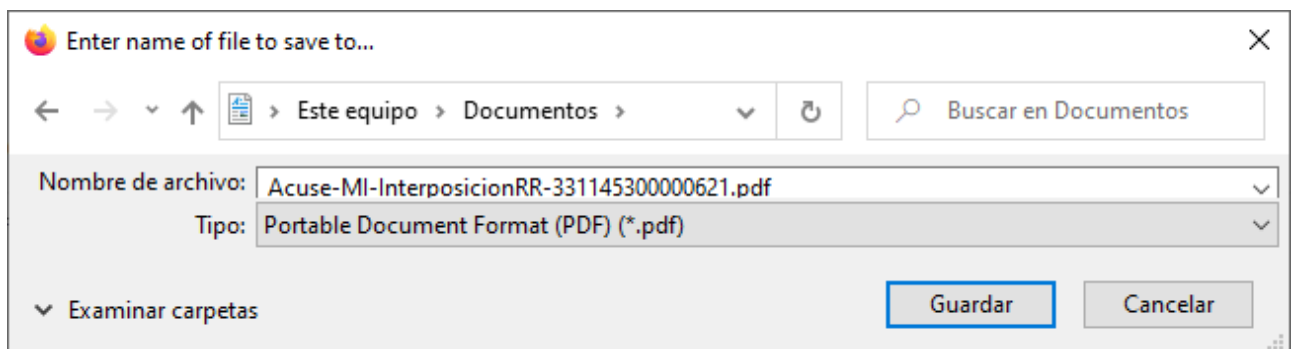 Enter name of file to save to...
Este equipo > Documentos >
Buscar en Documentos
Nombre de archivo: Acuse-MI-InterposicionRR-331145300000621.pdf
Tipo: Portable Document Format (PDF) (*.pdf)
Examinar carpetas
Guardar
Cancelar